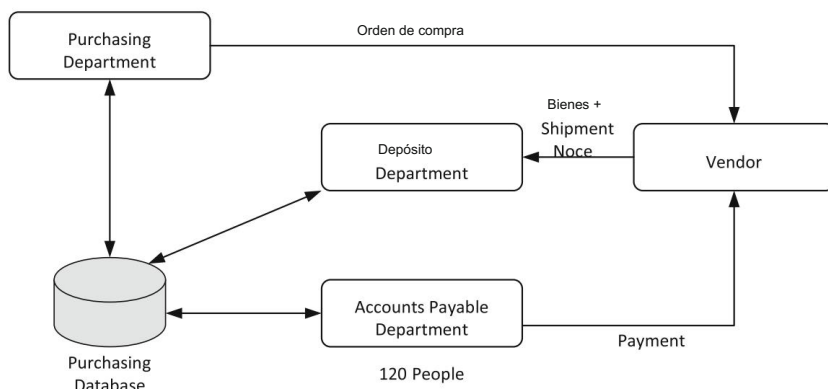 Purchasing
Department
Orden de compra
Bienes +
Shipment
Noce
Depósito
Department
Vendor
Accounts Payable
Department
Payment
Purchasing
Database
120 People